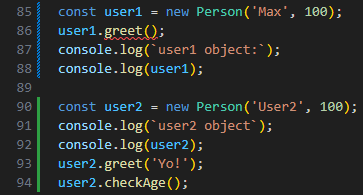 85 const user1 = new Person('Max', 100);
86 user1.greet();
87 console.log(`user1 object:`);
88 console.log(user1);
89
90 const user2 = new Person('User2', 100);
91 console.log(`user2 object`);
92 console.log(user2);
93 user2.greet('Yo!');
94 user2.checkAge();